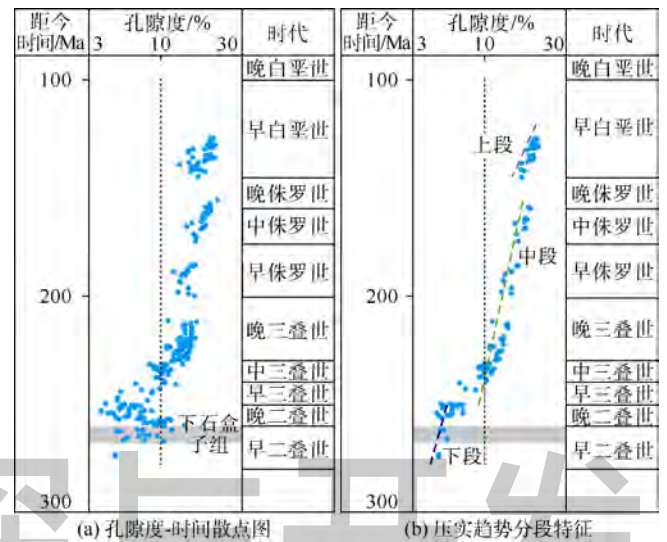 距今
时间/Ma
孔隙度/%
3 10 30
时代
100
200
300
晚白垩世
早白垩世
晚侏罗世
中侏罗世
早侏罗世
晚三叠世
中三叠世
早三叠世
晚二叠世
早二叠世
下石盒
子组
(a) 孔隙度-时间散点图
距今
时间/Ma
孔隙度/%
3 10 30
时代
100
200
300
上段
中段
下段
晚白垩世
早白垩世
晚侏罗世
中侏罗世
早侏罗世
晚三叠世
中三叠世
早三叠世
晚二叠世
早二叠世
(b) 压实趋势分段特征